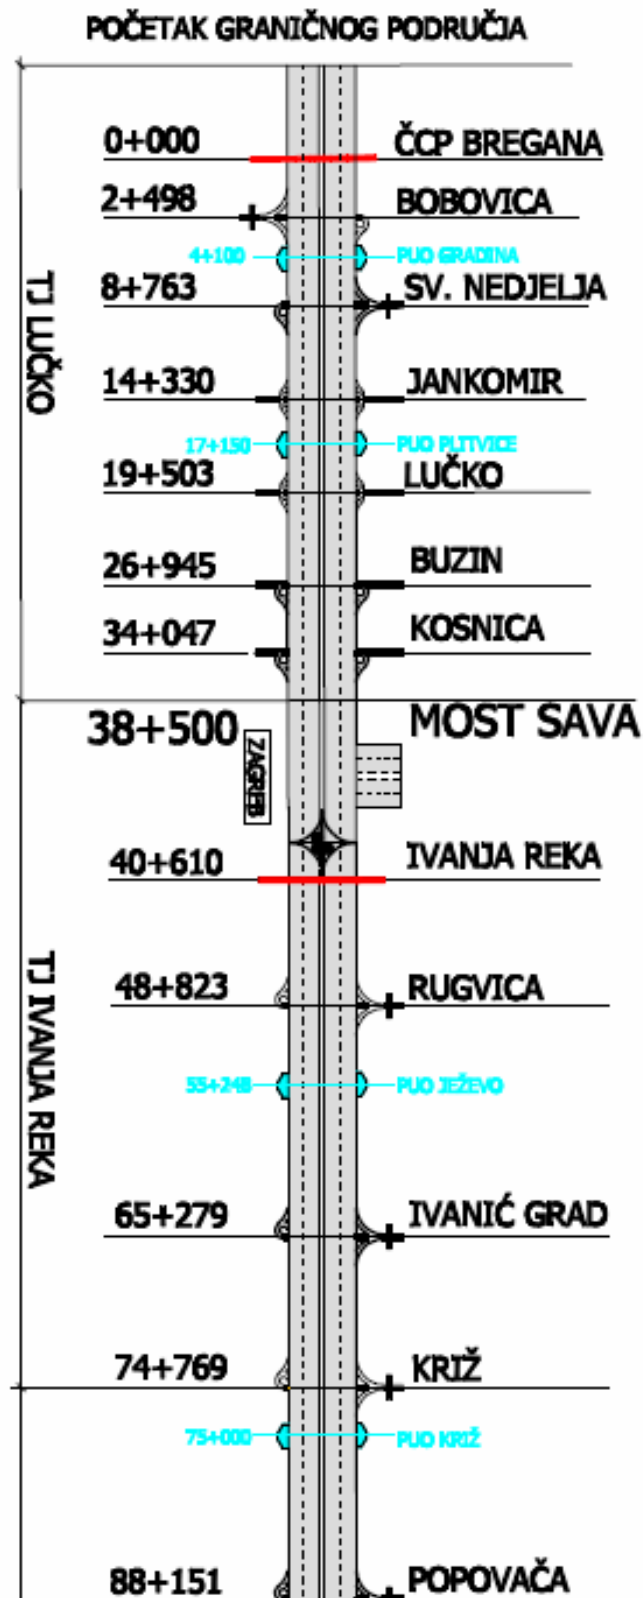 POČETAK GRANIČNOG PODRUČJA
0+000 ČCP BREGANA
2+498 BOBOVICA
4+100 PUO GRADINA
8+763 SV. NEDJELJA
TJ LUČKO
14+330 JANKOMIR
17+150 PUO PLITVICE
19+503 LUČKO
26+945 BUZIN
34+047 KOSNICA
38+500 MOST SAVA
ZAGREB
40+610 IVANJA REKA
48+823 RUGVICA
TJ IVANJA REKA
55+248 PUO JEŽEVO
65+279 IVANIĆ GRAD
74+769 KRIŽ
75+000 PUO KRIŽ
88+151 POPOVAČA